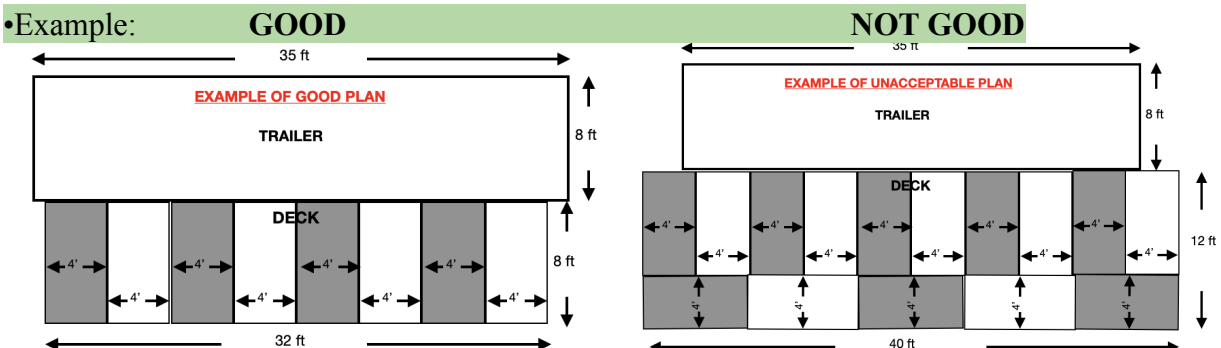 •Example: GOOD NOT GOOD
35 ft
EXAMPLE OF GOOD PLAN
TRAILER
8 ft
DECK
4' 4' 4' 4'
4' 4' 4' 4'
8 ft
32 ft
35 ft
EXAMPLE OF UNACCEPTABLE PLAN
TRAILER
8 ft
DECK
4' 4' 4' 4' 4'
4' 4' 4' 4' 4'
12 ft
4' 4' 4' 4' 4'
40 ft